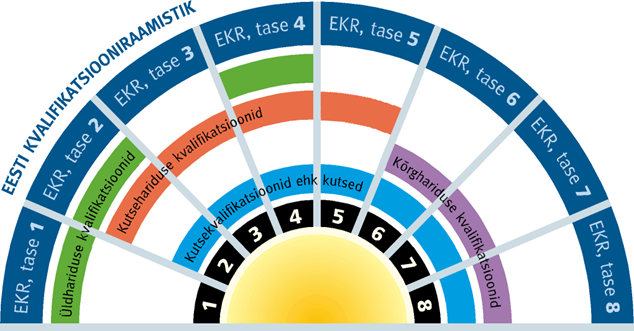 EESTI KVALIFIKATSIOONIRAAMISTIK
EKR, tase 1
EKR, tase 2
EKR, tase 3
EKR, tase 4
EKR, tase 5
EKR, tase 6
EKR, tase 7
EKR, tase 8
Üldhariduse kvalifikatsioonid
Kutsehariduse kvalifikatsioonid
Kutsekvalifikatsioonid ehk kutsed
Kõrghariduse kvalifikatsioonid
1
2
3
4
5
6
7
8